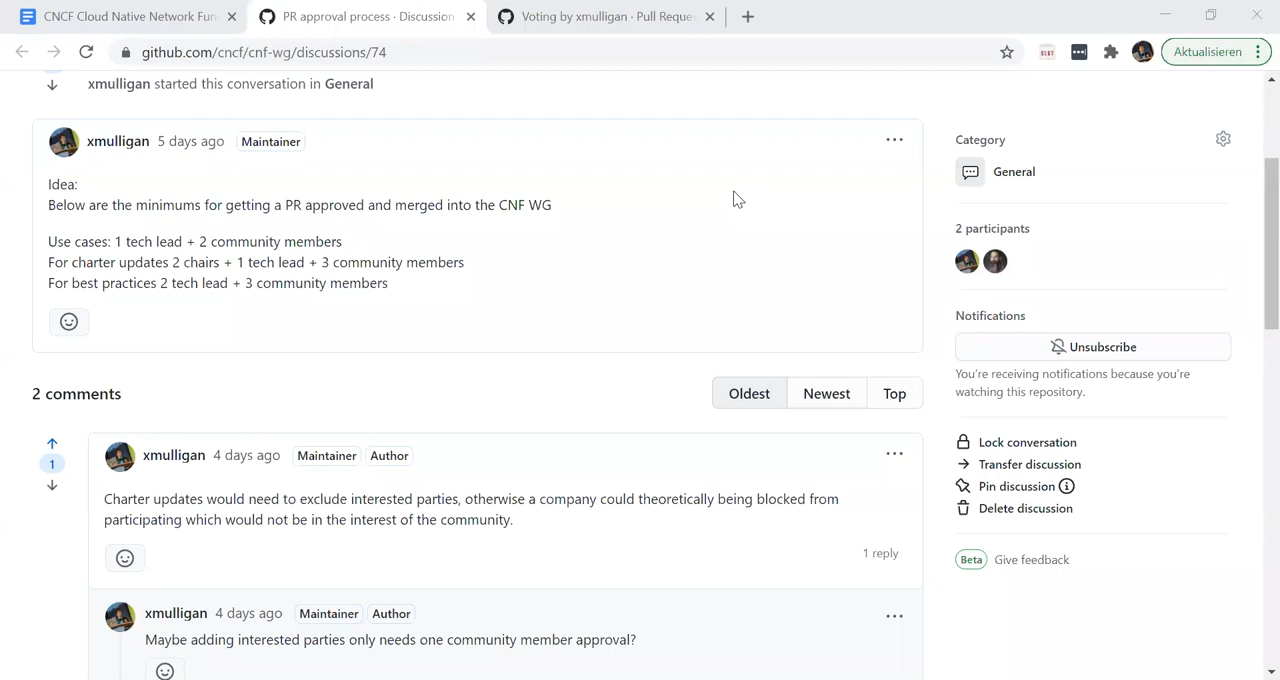 CNCF Cloud Native Network Fun
PR approval process · Discussion
Voting by xmulligan · Pull Reques
github.com/cncf/cnf-wg/discussions/74
Aktualisieren
xmulligan started this conversation in General
xmulligan 5 days ago Maintainer
Idea:
Below are the minimums for getting a PR approved and merged into the CNF WG
Use cases: 1 tech lead + 2 community members
For charter updates 2 chairs + 1 tech lead + 3 community members
For best practices 2 tech lead + 3 community members
2 comments
Oldest Newest Top
1
xmulligan 4 days ago Maintainer Author
Charter updates would need to exclude interested parties, otherwise a company could theoretically being blocked from
participating which would not be in the interest of the community.
1 reply
xmulligan 4 days ago Maintainer Author
Maybe adding interested parties only needs one community member approval?
Category
General
2 participants
Notifications
Unsubscribe
You're receiving notifications because you're
watching this repository.
Lock conversation
Transfer discussion
Pin discussion
Delete discussion
Beta Give feedback